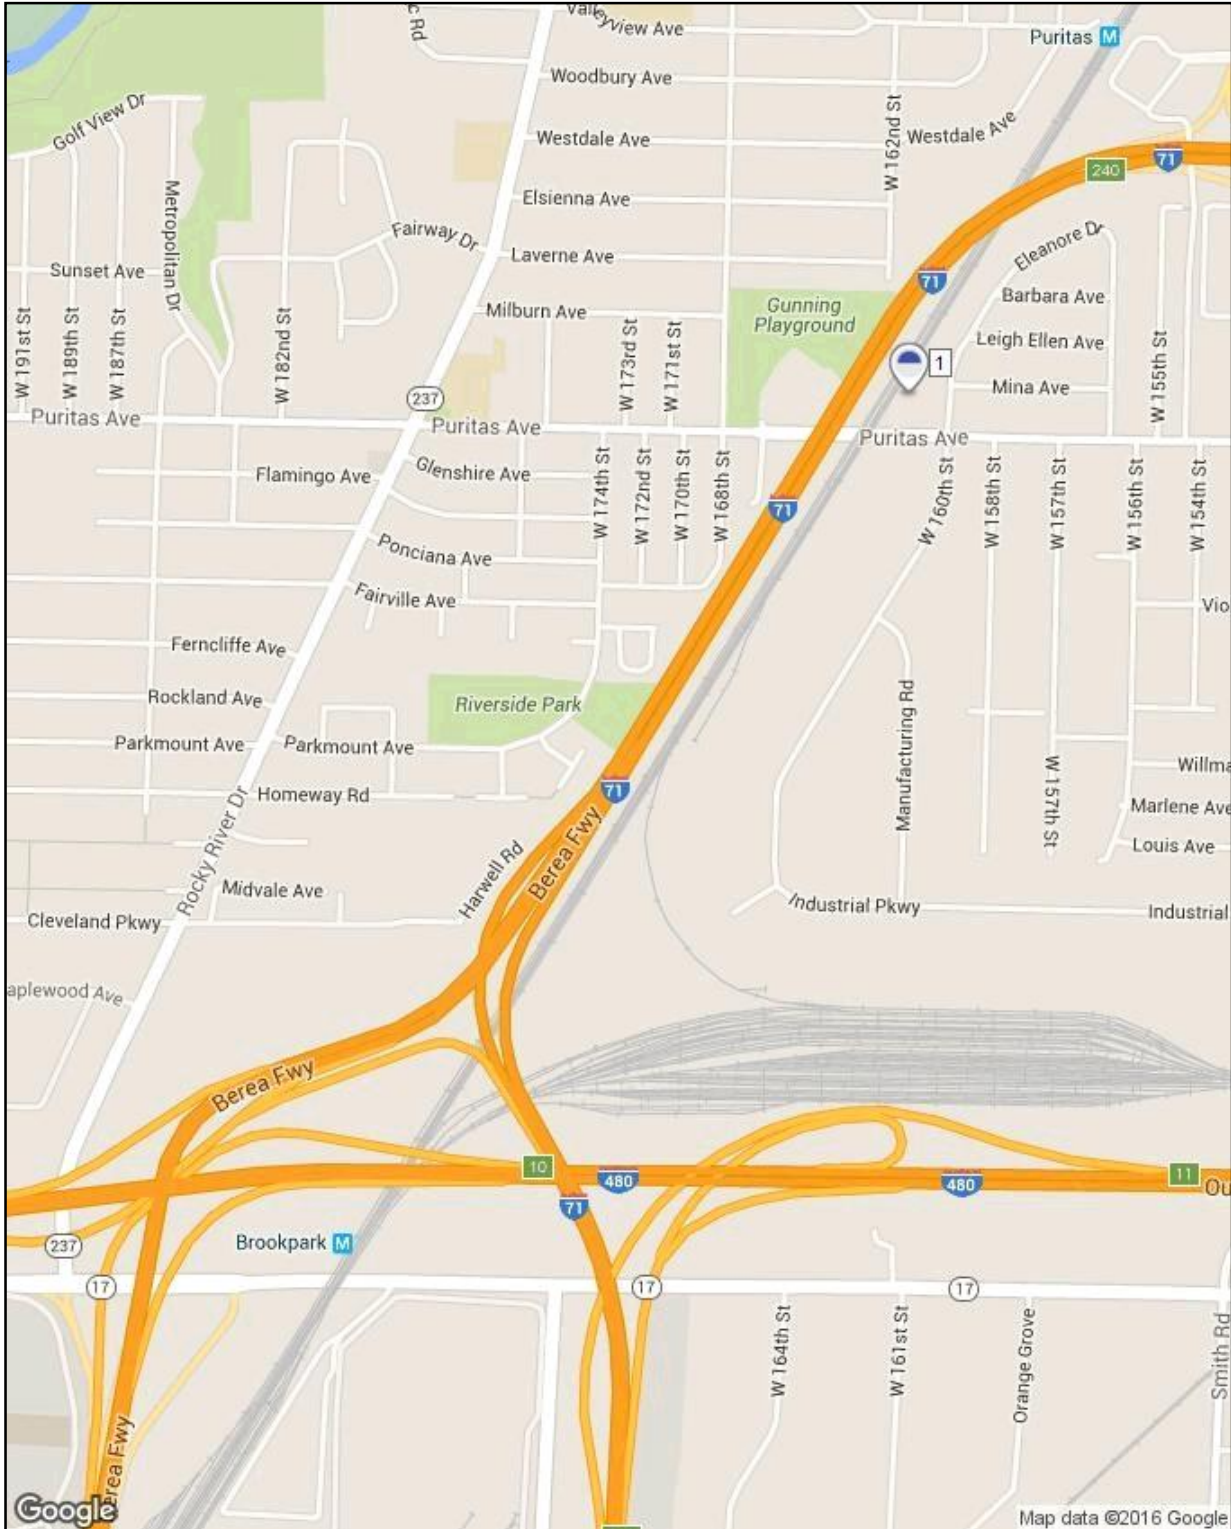 c Rd
Valleyview Ave
Puritas M
Woodbury Ave
Golf View Dr
W 162nd St
Westdale Ave
Westdale Ave
71
240
Metropolitan Dr
Elsienna Ave
Fairway Dr
Laverne Ave
Eleanore Dr
Sunset Ave
71
Barbara Ave
Gunning
Playground
Milburn Ave
W 191st St
W 189th St
W 187th St
W 182nd St
W 173rd St
W 171st St
Leigh Ellen Ave
W 155th St
1
Mina Ave
237
Puritas Ave
Puritas Ave
Puritas Ave
Flamingo Ave
Glenshire Ave
W 174th St
W 172nd St
W 170th St
W 168th St
W 160th St
W 158th St
W 157th St
W 156th St
W 154th St
71
Ponciana Ave
Fairville Ave
Vio
Ferncliffe Ave
Rockland Ave
Riverside Park
Manufacturing Rd
Parkmount Ave
Parkmount Ave
Willma
71
Homeway Rd
W 157th St
Marlene Ave
Rocky River Dr
Berea Fwy
Harwell Rd
Louis Ave
Midvale Ave
Cleveland Pkwy
Industrial Pkwy
Industrial
aplewood Ave
Berea Fwy
10
480
71
480
11
Ou
237
Brookpark M
17
17
17
W 164th St
W 161st St
Orange Grove
Smith Rd
Berea Fwy
Google
Map data ©2016 Google